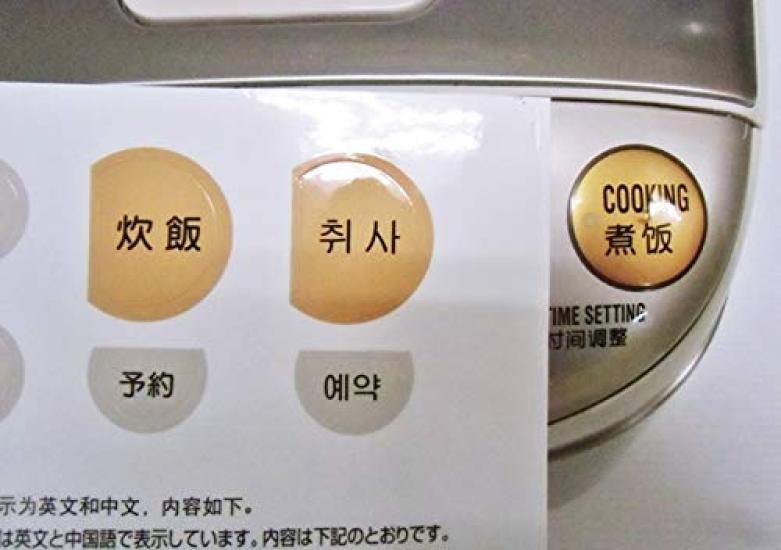 炊飯
취사
COOKING
煮饭
TIME SETTING
时间调整
予約
예약
示为英文和中文，内容如下。
は英文と中国語で表示しています。内容は下記のとおりです。